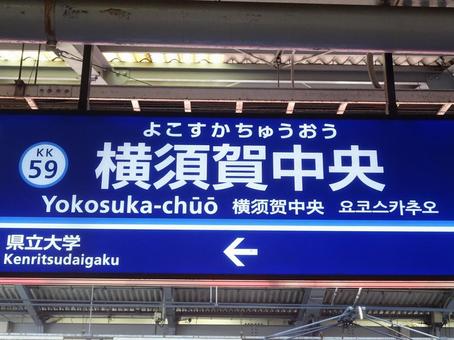 よこすかちゅうおう
KK
59
横須賀中央
Yokosuka-chūō 横须贺中央 요코스카추오
県立大学
Kenritsudaigaku
←